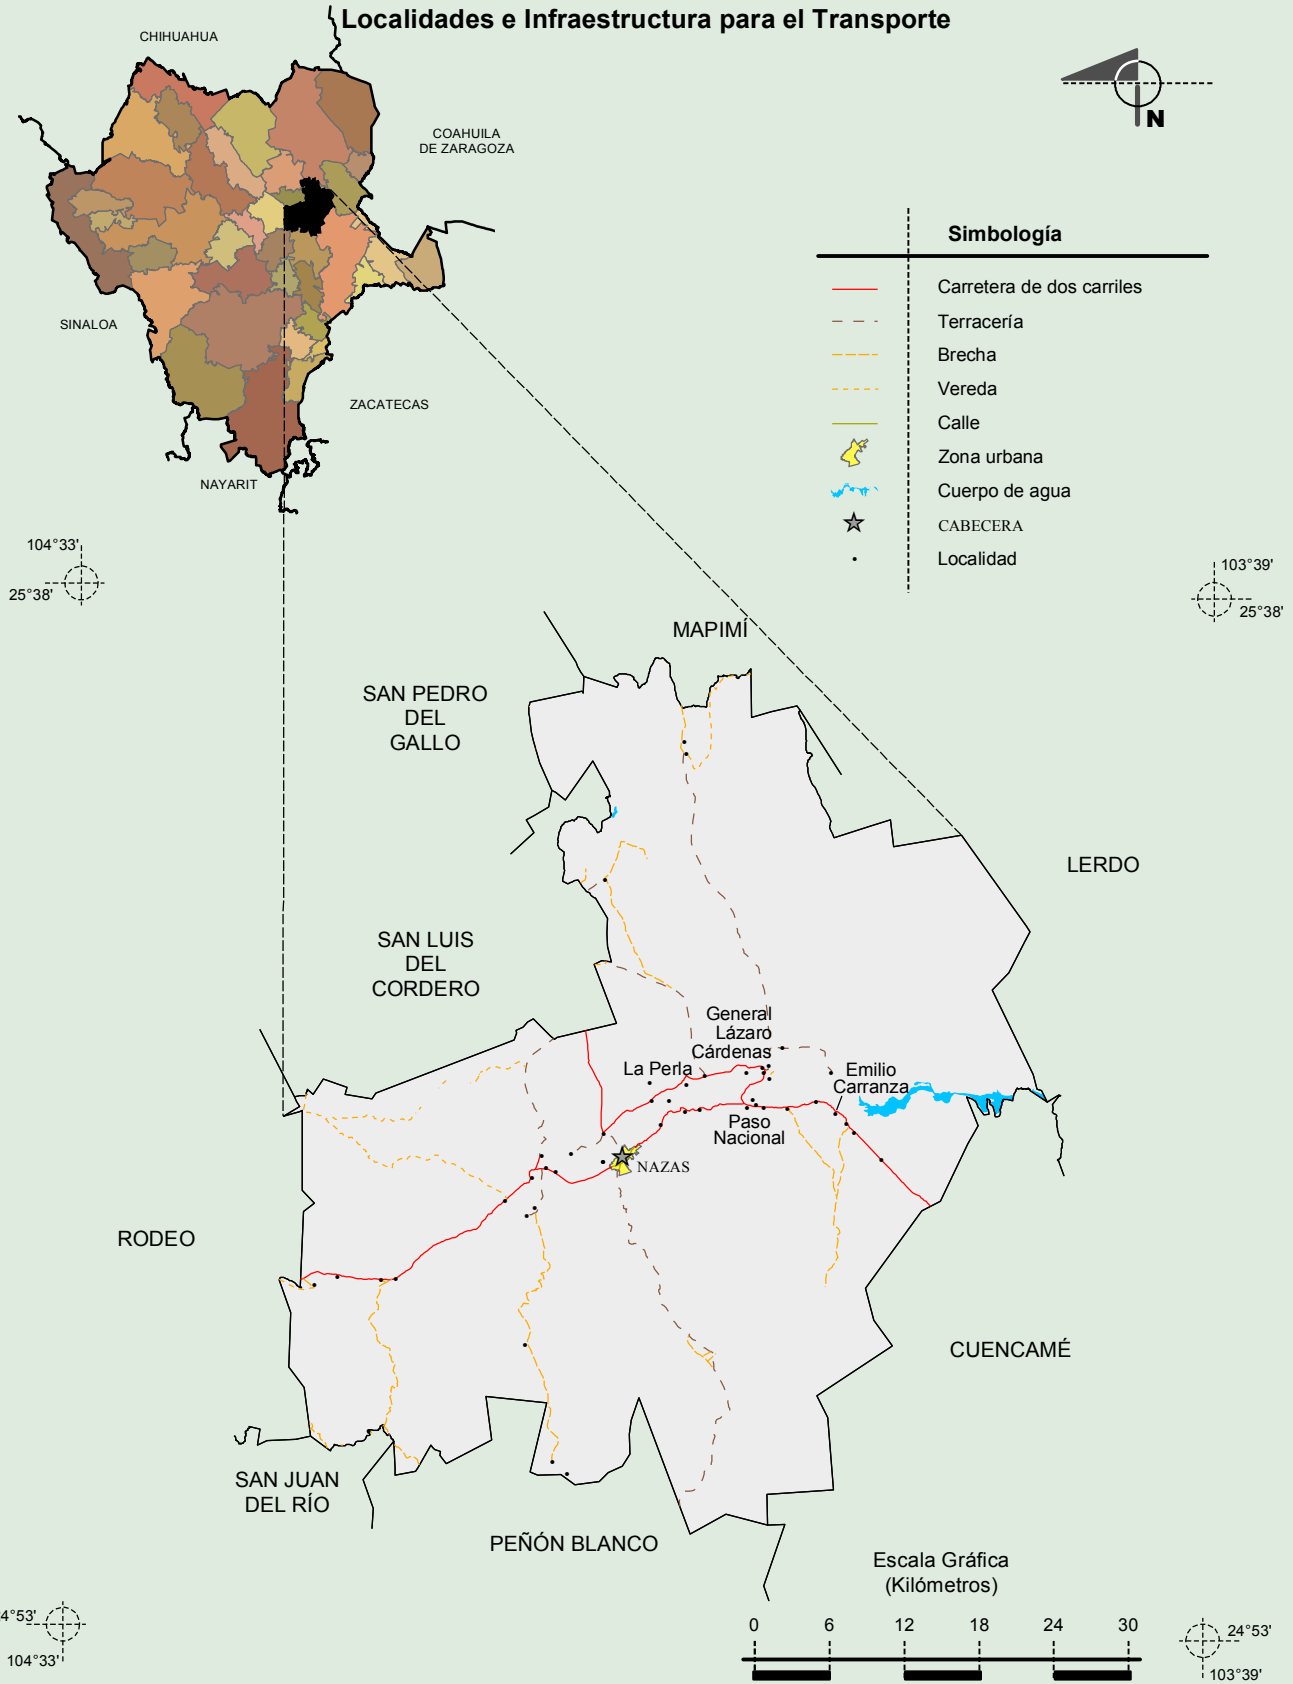 Localidades e Infraestructura para el Transporte
CHIHUAHUA
COAHUILA
DE ZARAGOZA
SINALOA
ZACATECAS
NAYARIT
N
Simbología
Carretera de dos carriles
Terracería
Brecha
Vereda
Calle
Zona urbana
Cuerpo de agua
CABECERA
Localidad
104°33'
25°38'
103°39'
25°38'
MAPIMÍ
SAN PEDRO
DEL
GALLO
LERDO
SAN LUIS
DEL
CORDERO
General
Lázaro
Cárdenas
La Perla
Emilio
Carranza
Paso
Nacional
NAZAS
RODEO
CUENCAMÉ
SAN JUAN
DEL RÍO
PEÑÓN BLANCO
Escala Gráfica
(Kilómetros)
0 6 12 18 24 30
4°53'
104°33'
24°53'
103°39'